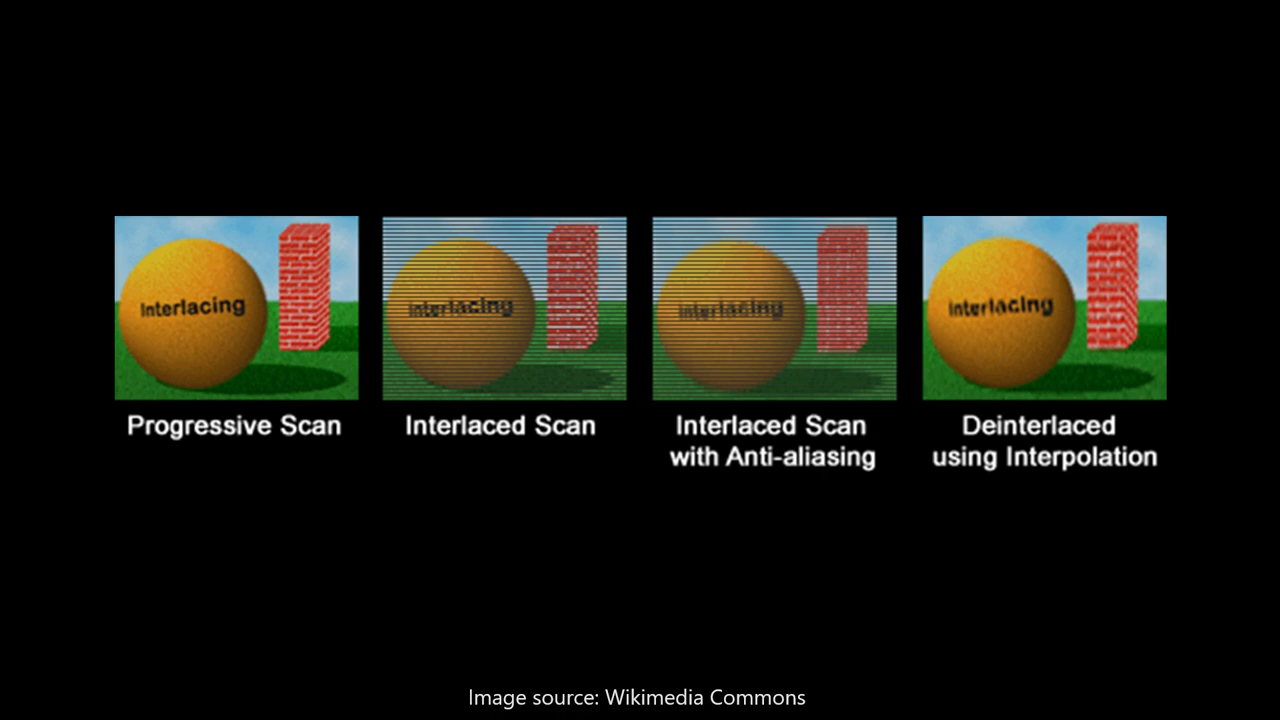 Interlacing
Interlacing
Interlacing
Interlacing
Progressive Scan
Interlaced Scan
Interlaced Scan
with Anti-aliasing
Deinterlaced
using Interpolation
Image source: Wikimedia Commons